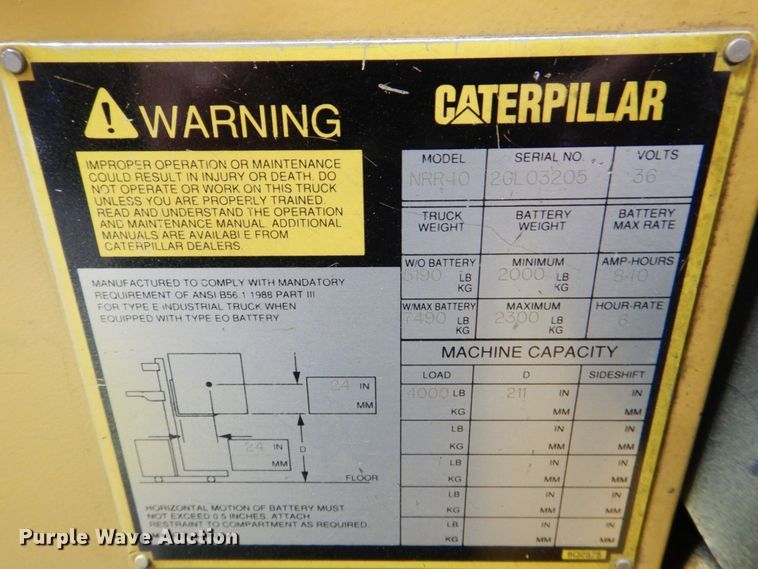 WARNING
IMPROPER OPERATION OR MAINTENANCE
COULD RESULT IN INJURY OR DEATH. DO
NOT OPERATE OR WORK ON THIS TRUCK
UNLESS YOU ARE PROPERLY TRAINED.
READ AND UNDERSTAND THE OPERATION
AND MAINTENANCE MANUAL. ADDITIONAL
MANUALS ARE AVAILABLE FROM
CATERPILLAR DEALERS.
MANUFACTURED TO COMPLY WITH MANDATORY
REQUIREMENT OF ANSI B56.1 1988 PART III
FOR TYPE E INDUSTRIAL TRUCK WHEN
EQUIPPED WITH TYPE EO BATTERY
24 IN
MM
24 IN
MM
D
FLOOR
HORIZONTAL MOTION OF BATTERY MUST
NOT EXCEED 0.5 INCHES. ATTACH
RESTRAINT TO COMPARTMENT AS REQUIRED.
CATERPILLAR
MODEL SERIAL NO. VOLTS
NRR40 2GL03205 36
TRUCK WEIGHT BATTERY WEIGHT BATTERY MAX RATE
W/O BATTERY MINIMUM AMP-HOURS
5190 LB 2000 LB 840
KG KG
W/MAX BATTERY MAXIMUM HOUR-RATE
7490 LB 2300 LB 6
KG KG
MACHINE CAPACITY
LOAD D SIDESHIFT
4000 LB 211 IN IN
KG MM MM
LB IN IN
KG MM MM
LB IN IN
KG MM MM
LB IN IN
KG MM MM
LB IN IN
KG MM MM
Purple Wave Auction